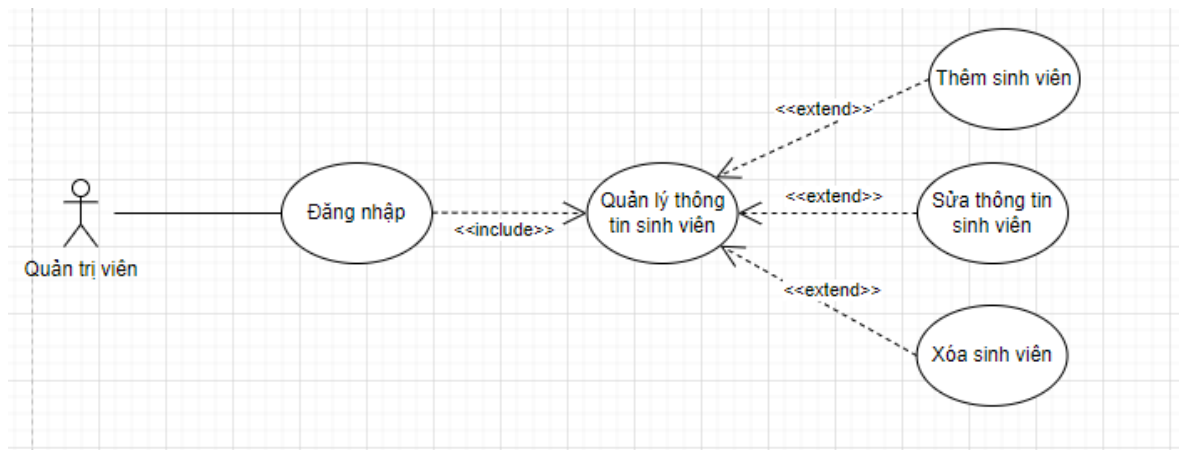 Thêm sinh viên
<<extend>>
Quản lý thông
tin sinh viên
<<extend>>
Sửa thông tin
sinh viên
Đăng nhập
<<include>>
Quản trị viên
<<extend>>
Xóa sinh viên